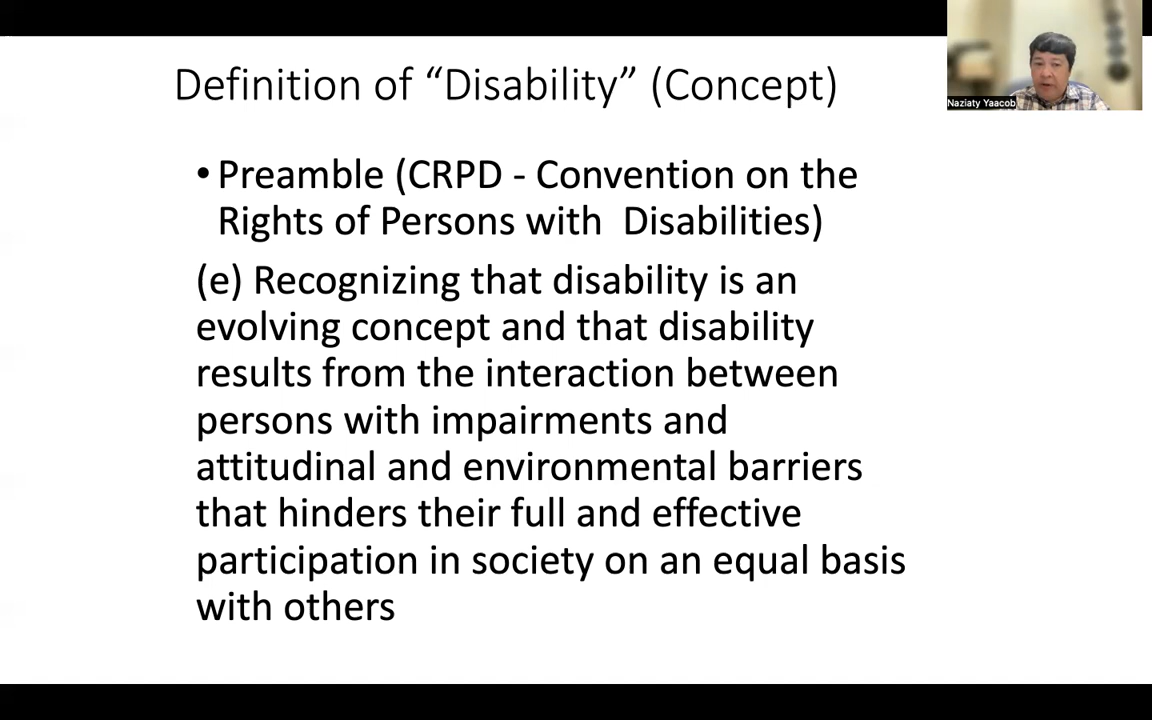 Definition of “Disability” (Concept)
Naziaty Yaacob
• Preamble (CRPD - Convention on the
Rights of Persons with  Disabilities)
(e) Recognizing that disability is an
evolving concept and that disability
results from the interaction between
persons with impairments and
attitudinal and environmental barriers
that hinders their full and effective
participation in society on an equal basis
with others